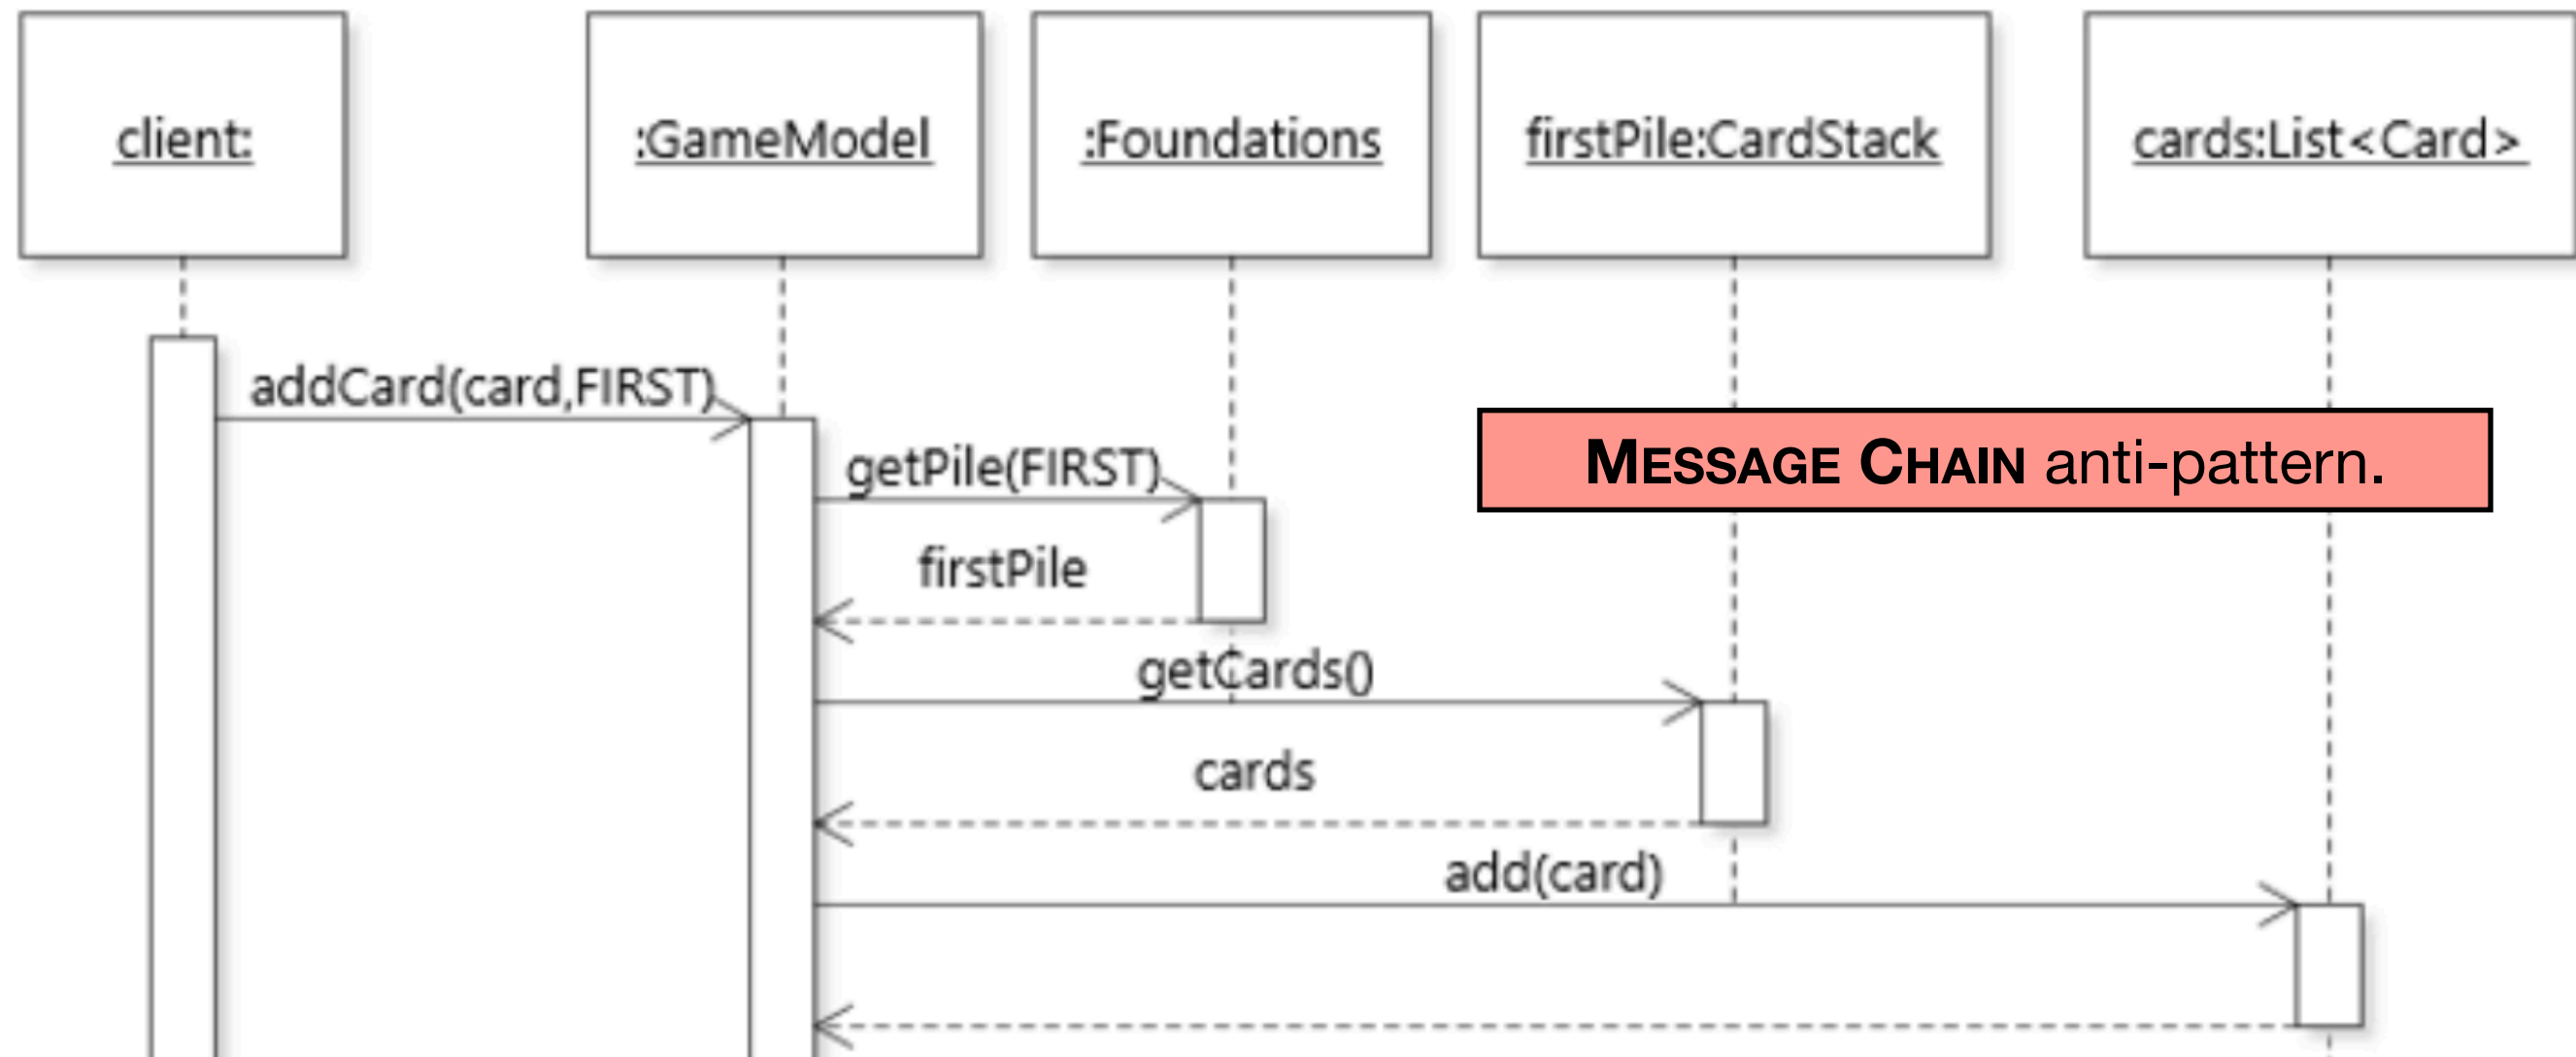 client:
:GameModel
:Foundations
firstPile:CardStack
cards:List<Card>
addCard(card,FIRST)
getPile(FIRST)
MESSAGE CHAIN anti-pattern.
firstPile
getCards()
cards
add(card)